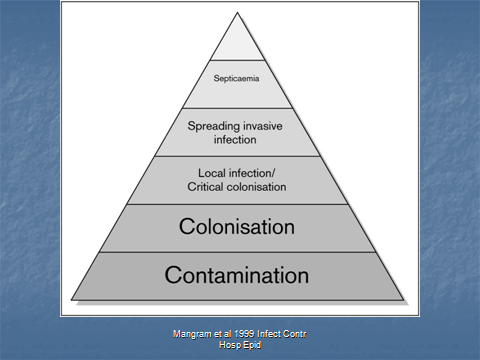 Septicaemia
Spreading invasive
infection
Local infection/
Critical colonisation
Colonisation
Contamination
Mangram et al 1999 Infect Contr
Hosp Epid